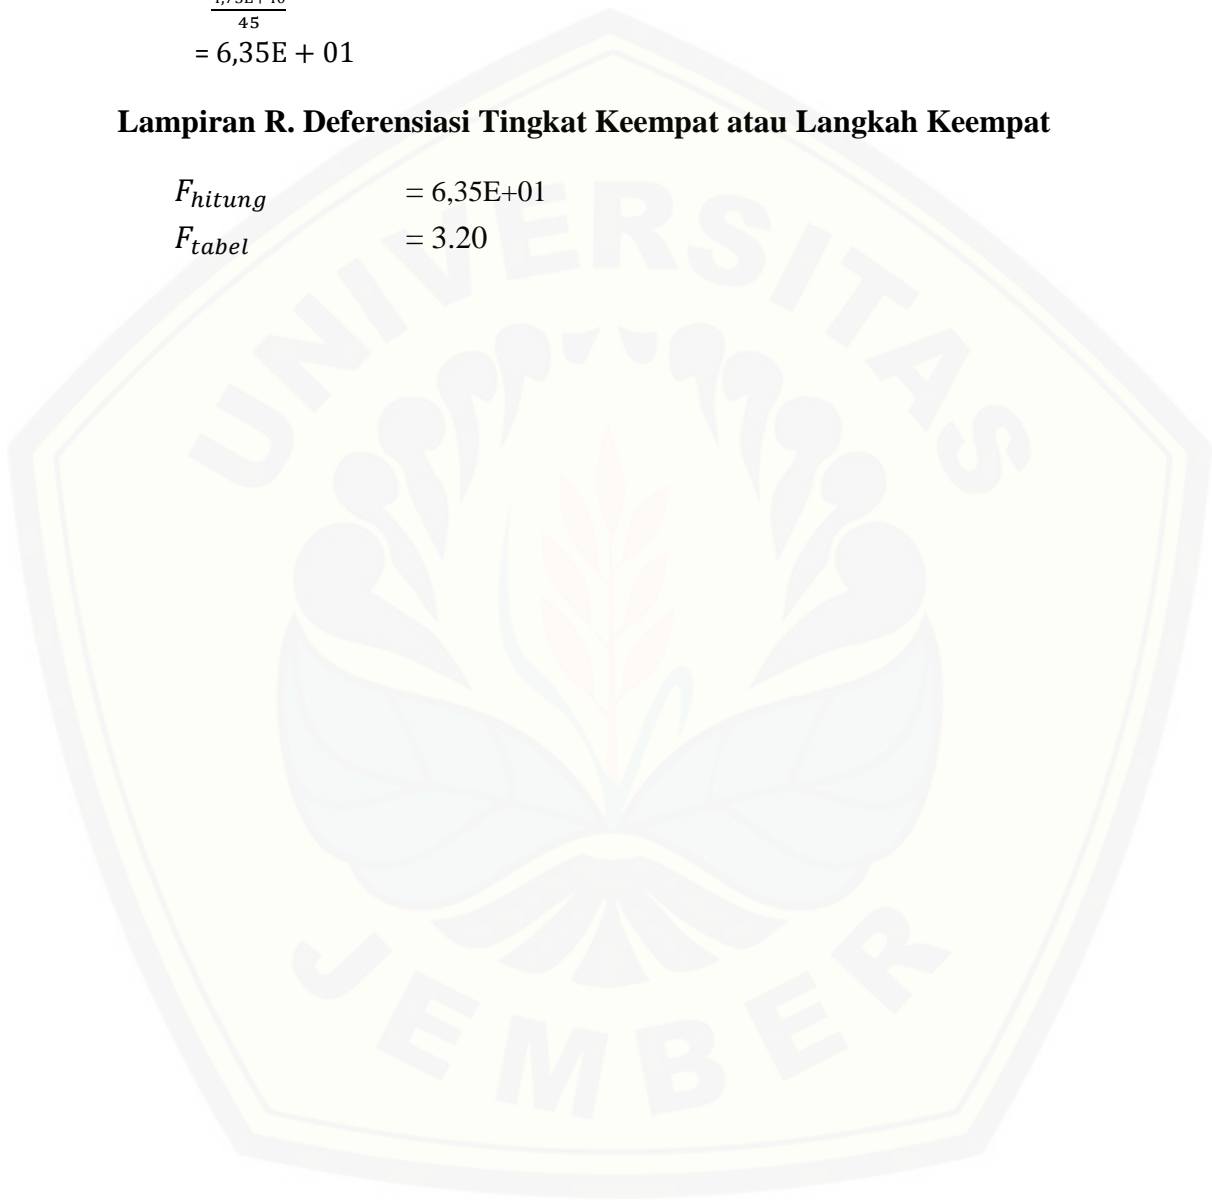 45
= 6,35E + 01
Lampiran R. Deferensiasi Tingkat Keempat atau Langkah Keempat
F_hitung = 6,35E+01
F_tabel = 3.20
UNIVERSITAS
JEMBER